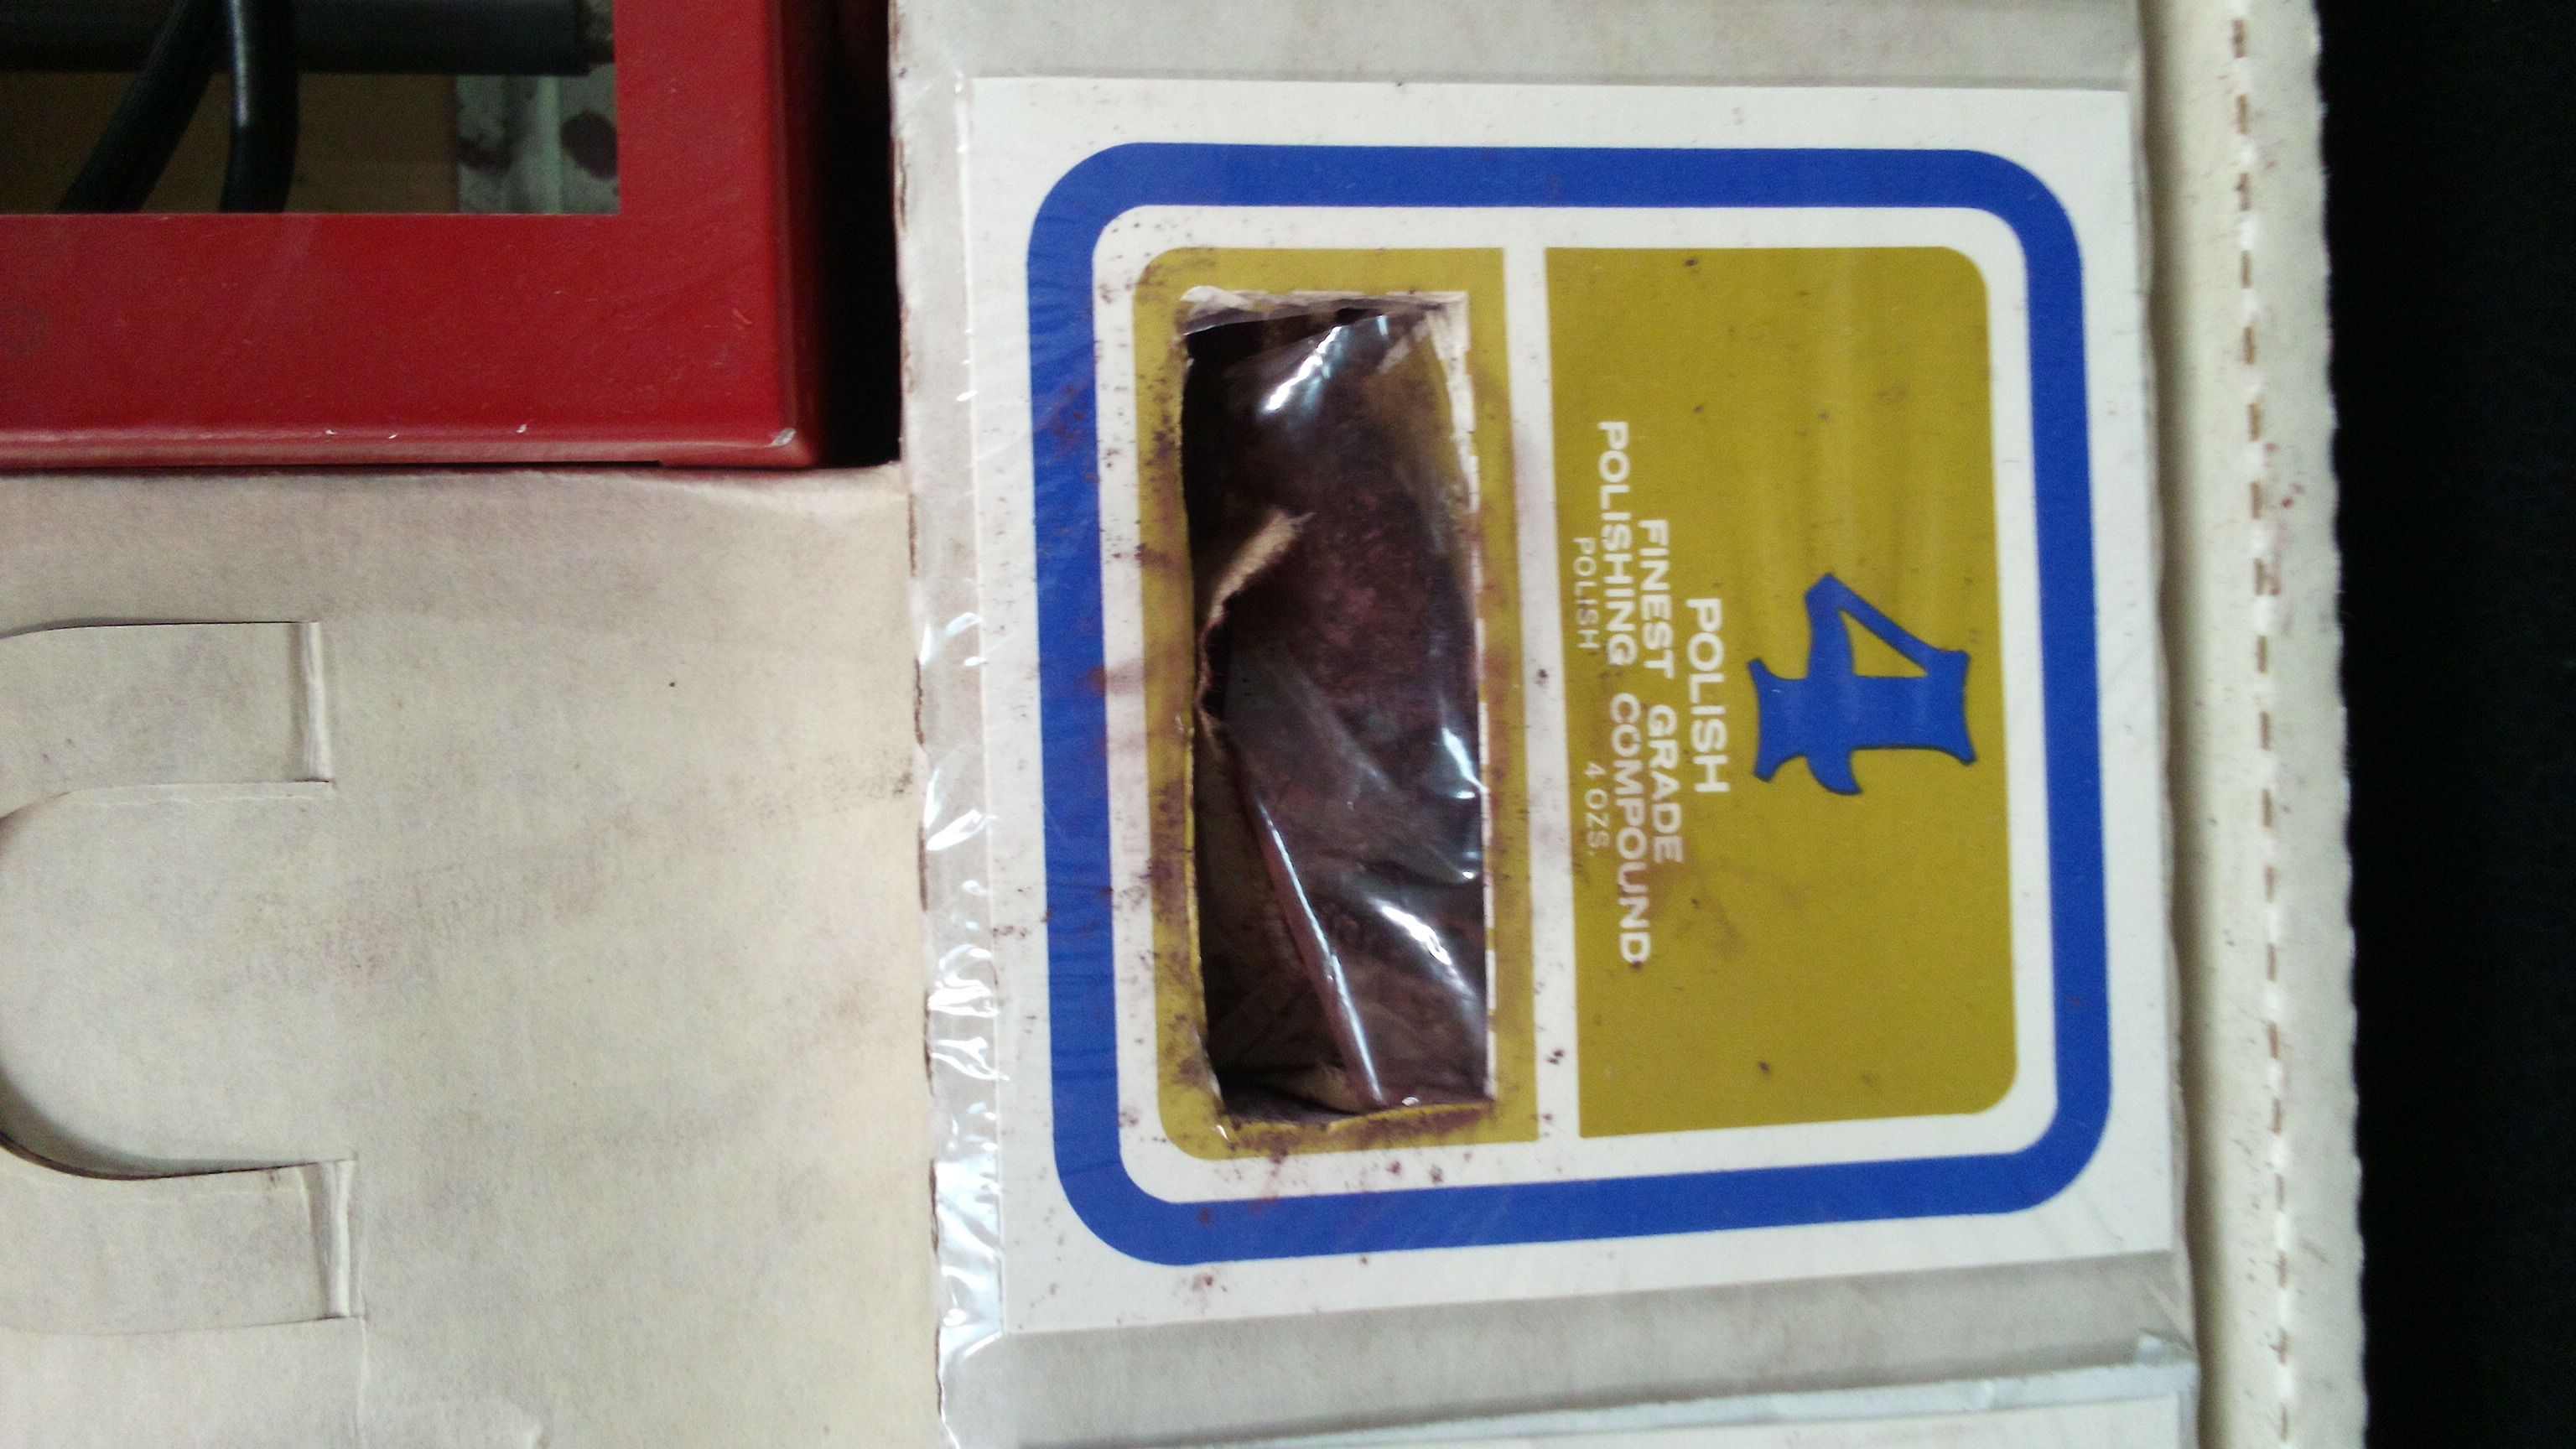 4
POLISH
FINEST GRADE
POLISHING COMPOUND
POLISH 4 OZS.